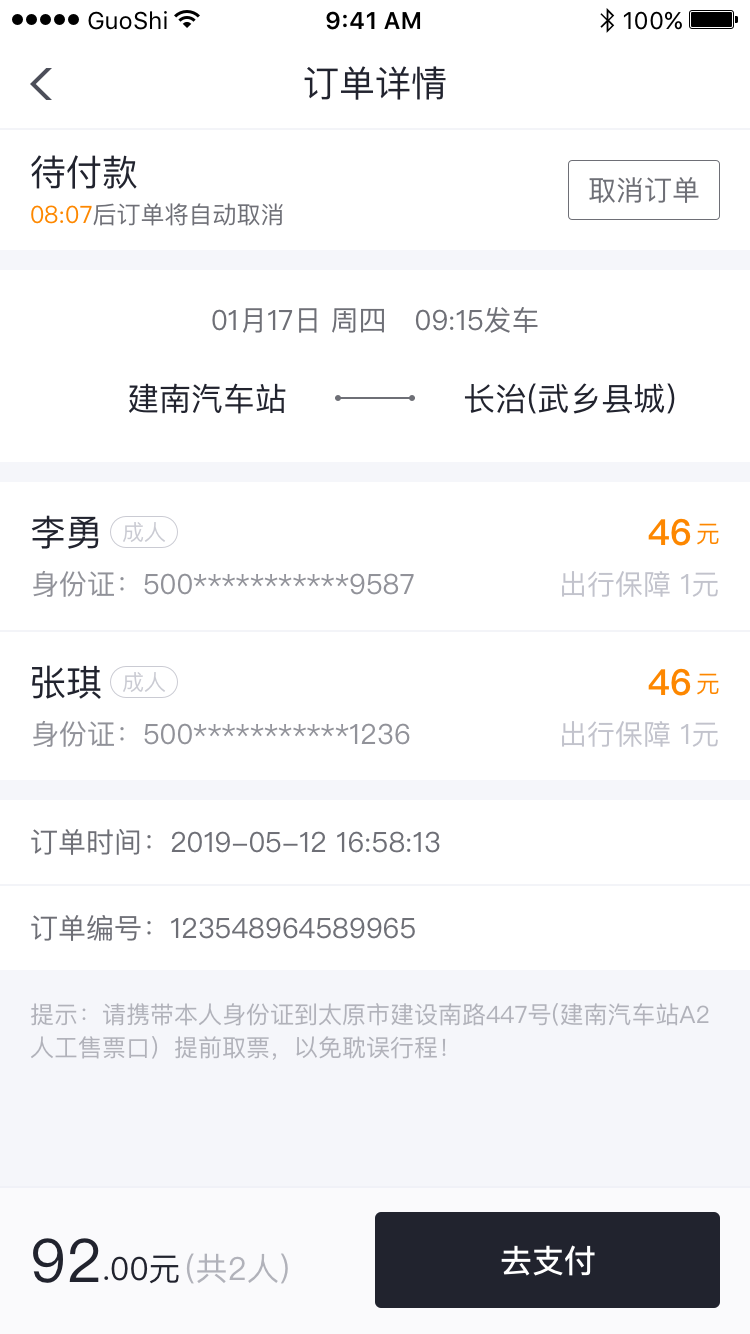 GuoShi 9:41 AM 100%
订单详情
待付款
取消订单
08:07后订单将自动取消
01月17日 周四 09:15发车
建南汽车站 长治(武乡县城)
李勇 成人 46元
身份证：500***********9587 出行保障 1元
张琪 成人 46元
身份证：500***********1236 出行保障 1元
订单时间：2019-05-12 16:58:13
订单编号：123548964589965
提示：请携带本人身份证到太原市建设南路447号(建南汽车站A2
人工售票口）提前取票，以免耽误行程！
92.00元(共2人) 去支付